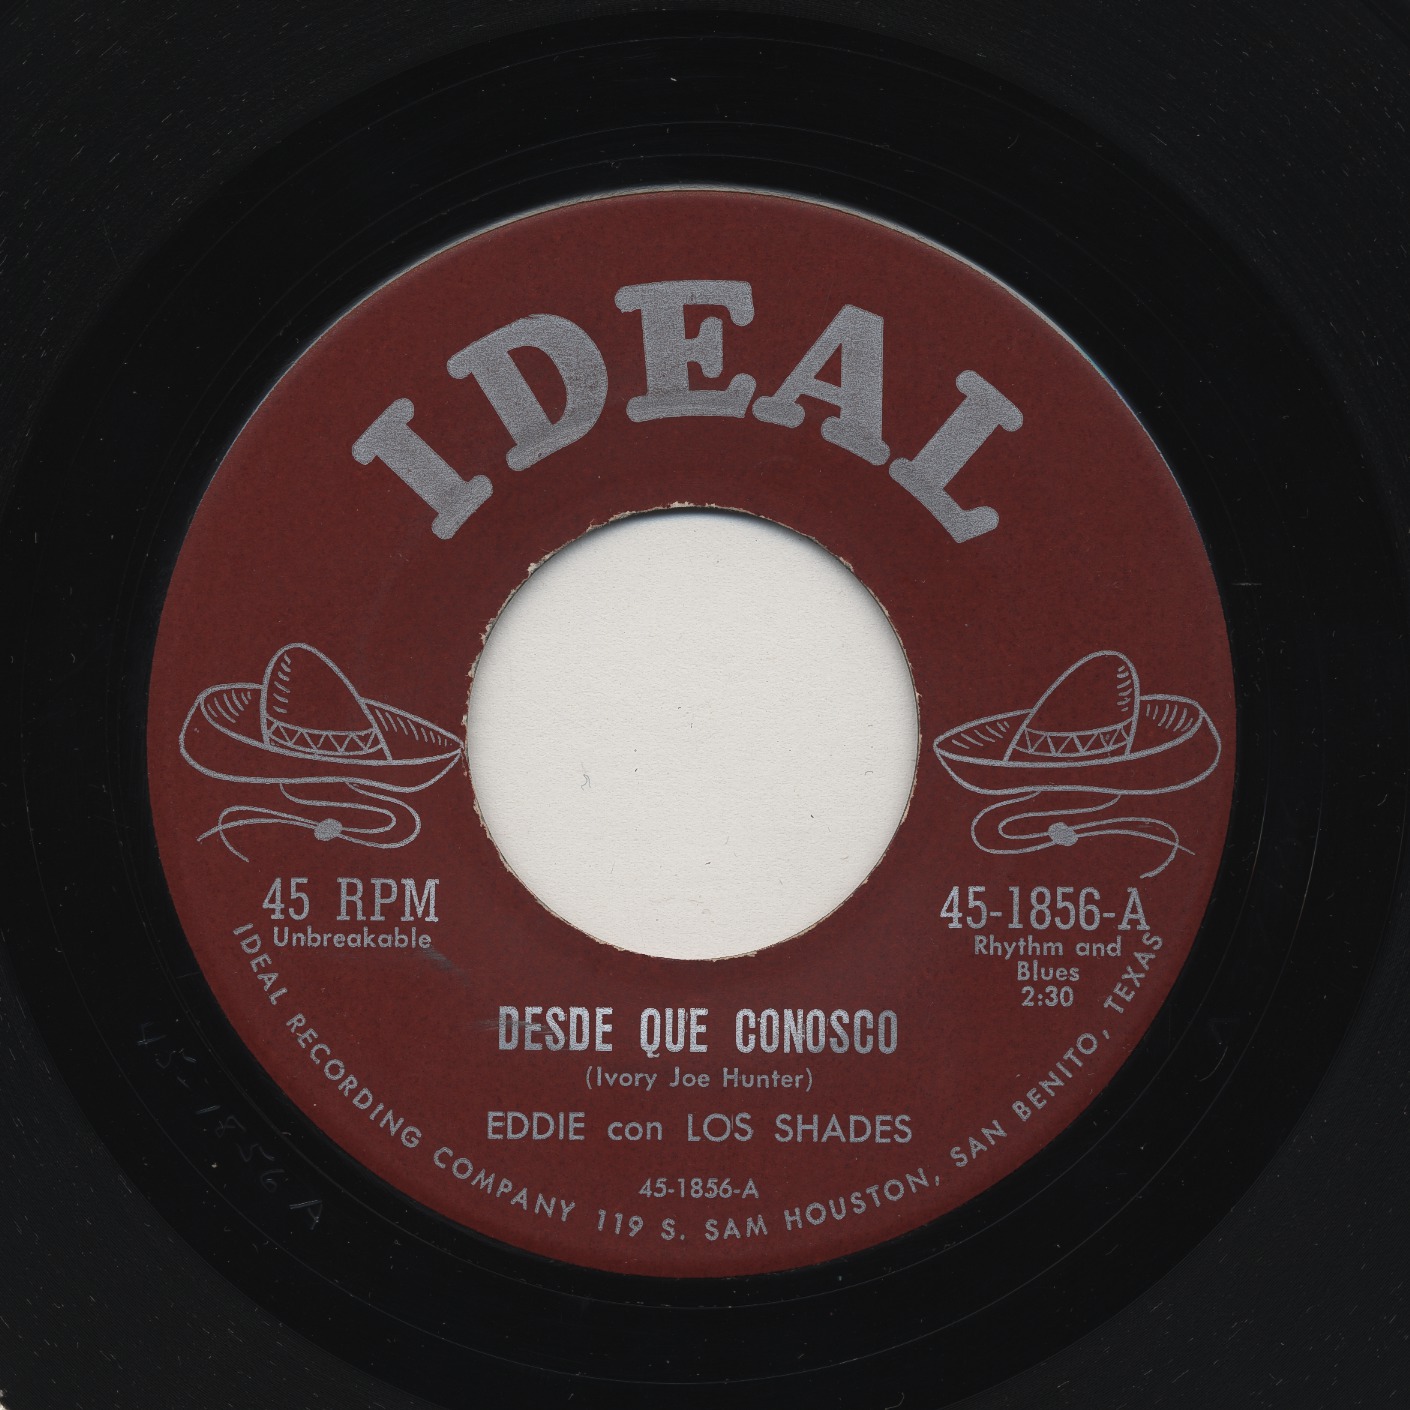 IDEAL
45 RPM
Unbreakable
45-1856-A
Rhythm and
Blues
2:30
DESDE QUE CONOSCO
(Ivory Joe Hunter)
EDDIE con LOS SHADES
45-1856-A
IDEAL RECORDING COMPANY 119 S. SAM HOUSTON, SAN BENITO, TEXAS
45-1856 A